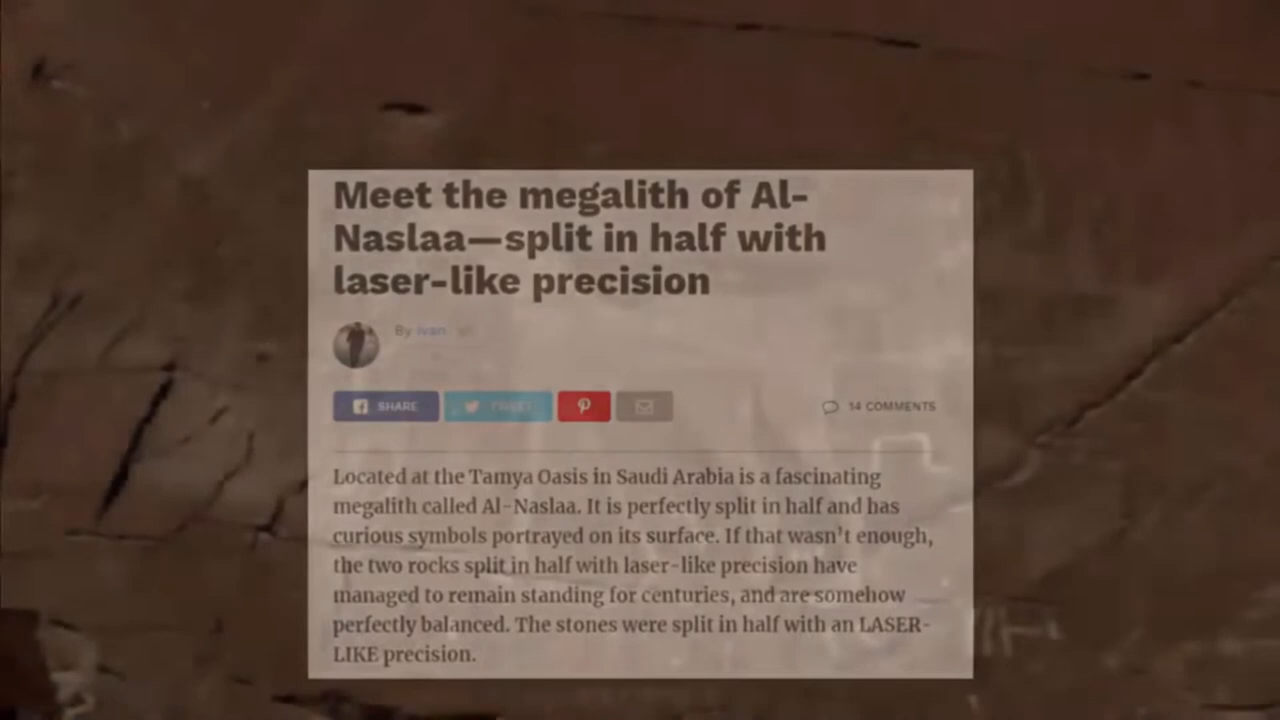 Meet the megalith of Al-
Naslaa—split in half with
laser-like precision
By ivan
SHARE
TWEET
14 COMMENTS
Located at the Tamya Oasis in Saudi Arabia is a fascinating
megalith called Al-Naslaa. It is perfectly split in half and has
curious symbols portrayed on its surface. If that wasn't enough,
the two rocks split in half with laser-like precision have
managed to remain standing for centuries, and are somehow
perfectly balanced. The stones were split in half with an LASER-
LIKE precision.